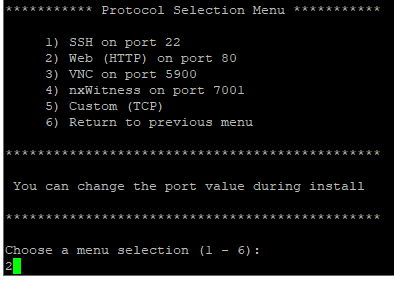 *********** Protocol Selection Menu ***********
1) SSH on port 22
2) Web (HTTP) on port 80
3) VNC on port 5900
4) nxWitness on port 7001
5) Custom (TCP)
6) Return to previous menu
***********************************************
You can change the port value during install
***********************************************
Choose a menu selection (1 - 6):
2